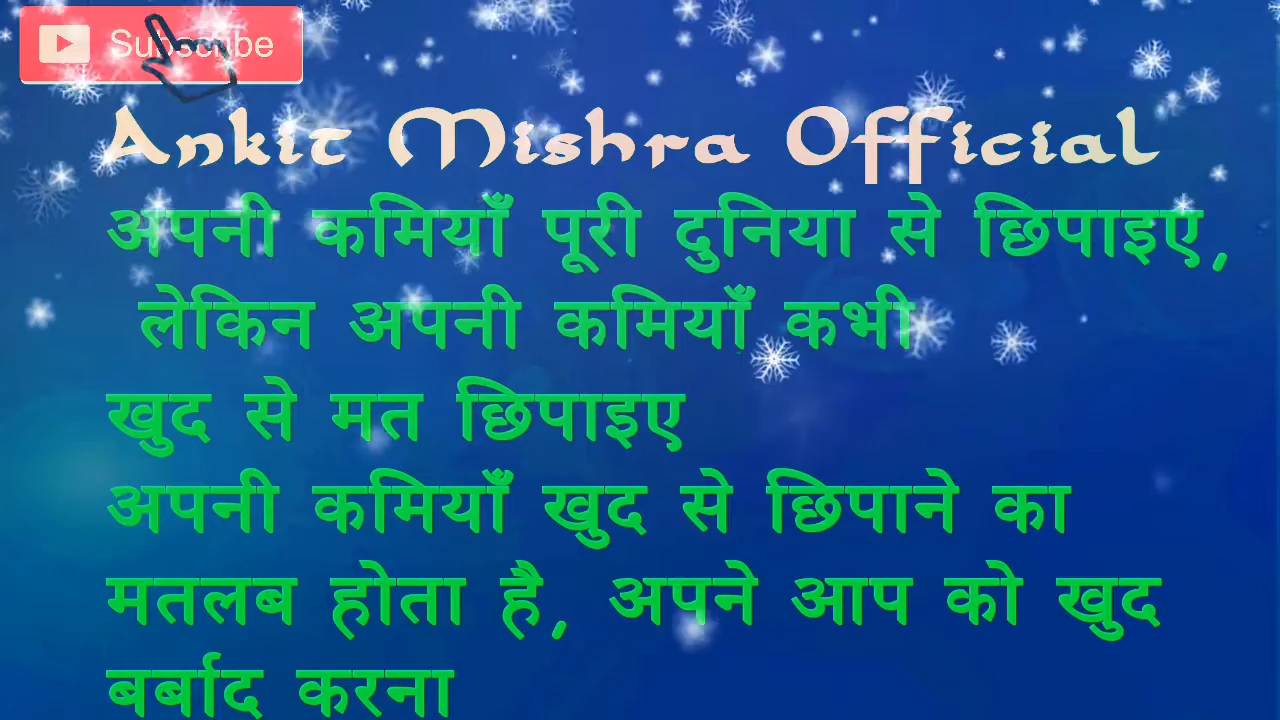 Subscribe
Ankit Mishra Official
अपनी कमियाँ पूरी दुनिया से छिपाइए,
लेकिन अपनी कमियाँ कभी
खुद से मत छिपाइए
अपनी कमियाँ खुद से छिपाने का
मतलब होता है, अपने आप को खुद
बर्बाद करना